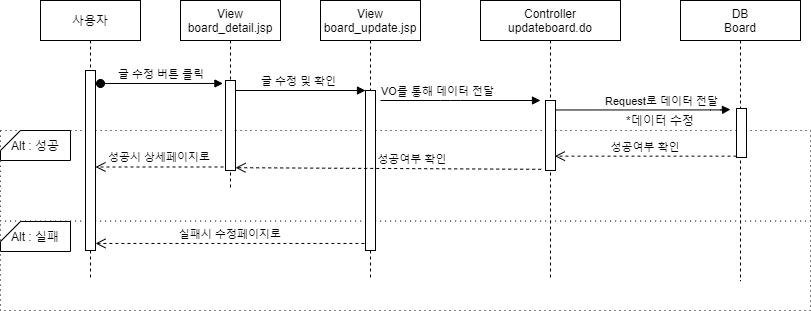 사용자
View
board_detail.jsp
View
board_update.jsp
Controller
updateboard.do
DB
Board
글 수정 버튼 클릭
글 수정 및 확인
VO를 통해 데이터 전달
Request로 데이터 전달
*데이터 수정
Alt : 성공
성공시 상세페이지로
성공여부 확인
성공여부 확인
Alt : 실패
실패시 수정페이지로